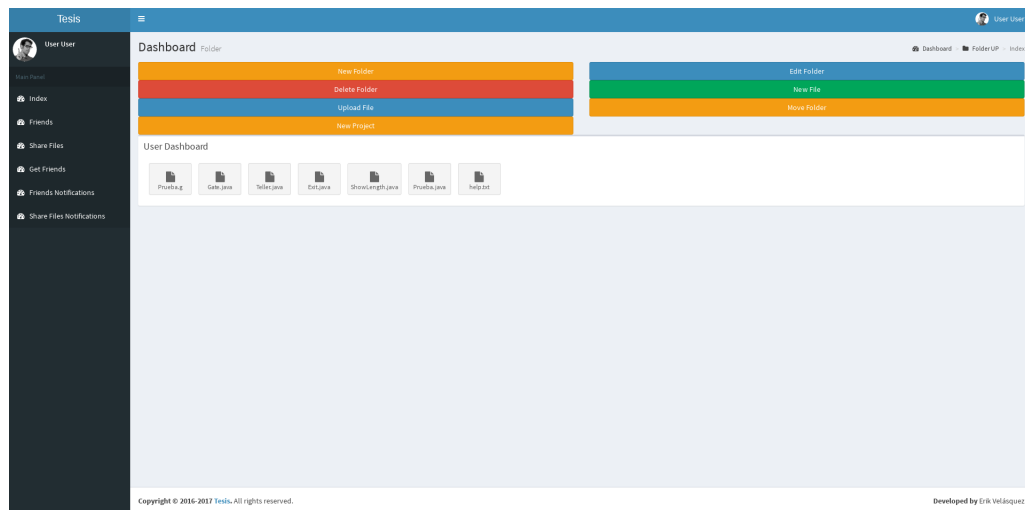 Tesis
User User
User User
Dashboard Folder
Dashboard
FolderUP
Index
Main Panel
Index
Friends
Share Files
Get Friends
Friends Notifications
Share Files Notifications
New Folder
Edit Folder
Delete Folder
New File
Upload File
Move Folder
New Project
User Dashboard
Prueba.g
Gate.java
Teller.java
Ext.java
ShowLength.java
Prueba.java
help.txt
Copyright © 2016-2017 Tesis. All rights reserved.
Developed by Erik Velásquez